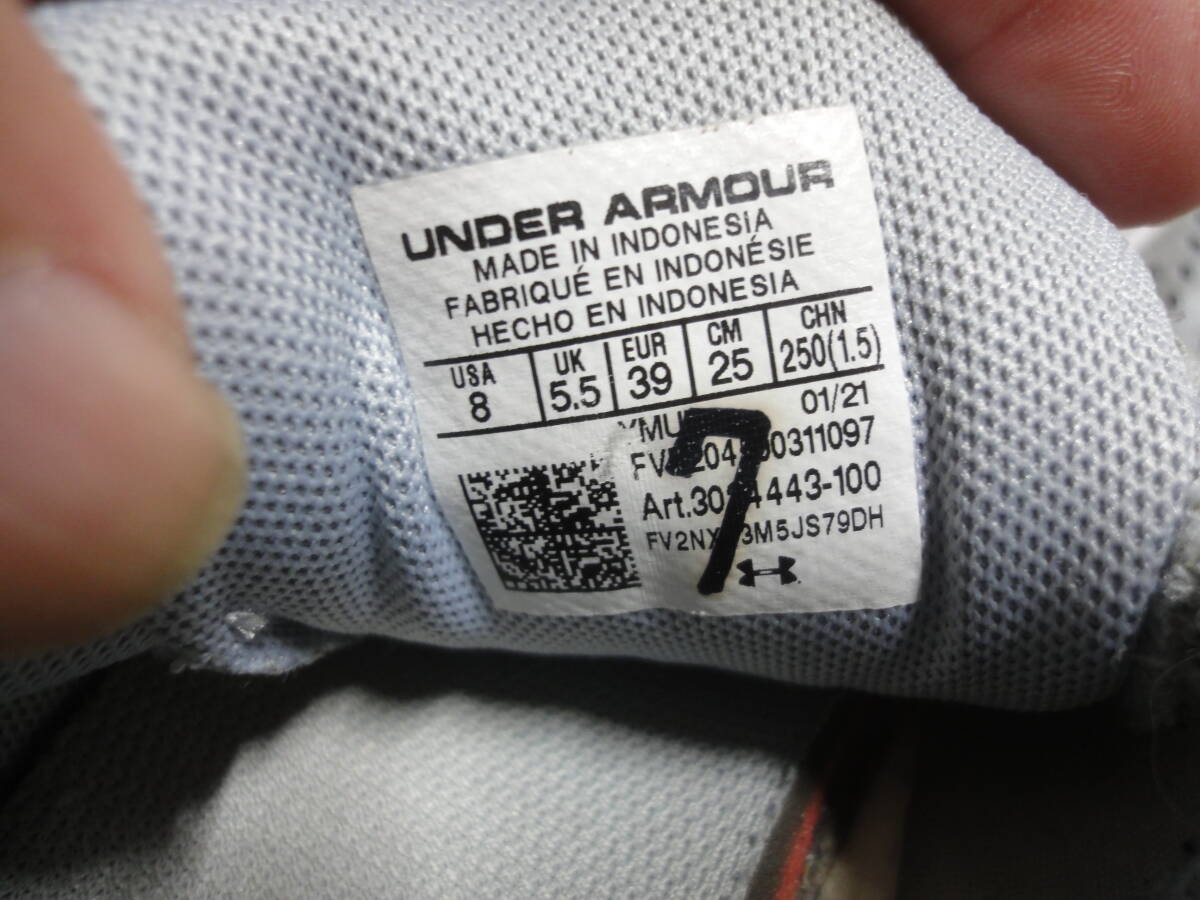 UNDER ARMOUR
MADE IN INDONESIA
FABRIQUÉ EN INDONÉSIE
HECHO EN INDONESIA
USA UK EUR CM CHN
8 5.5 39 25 250(1.5)
01/21
7